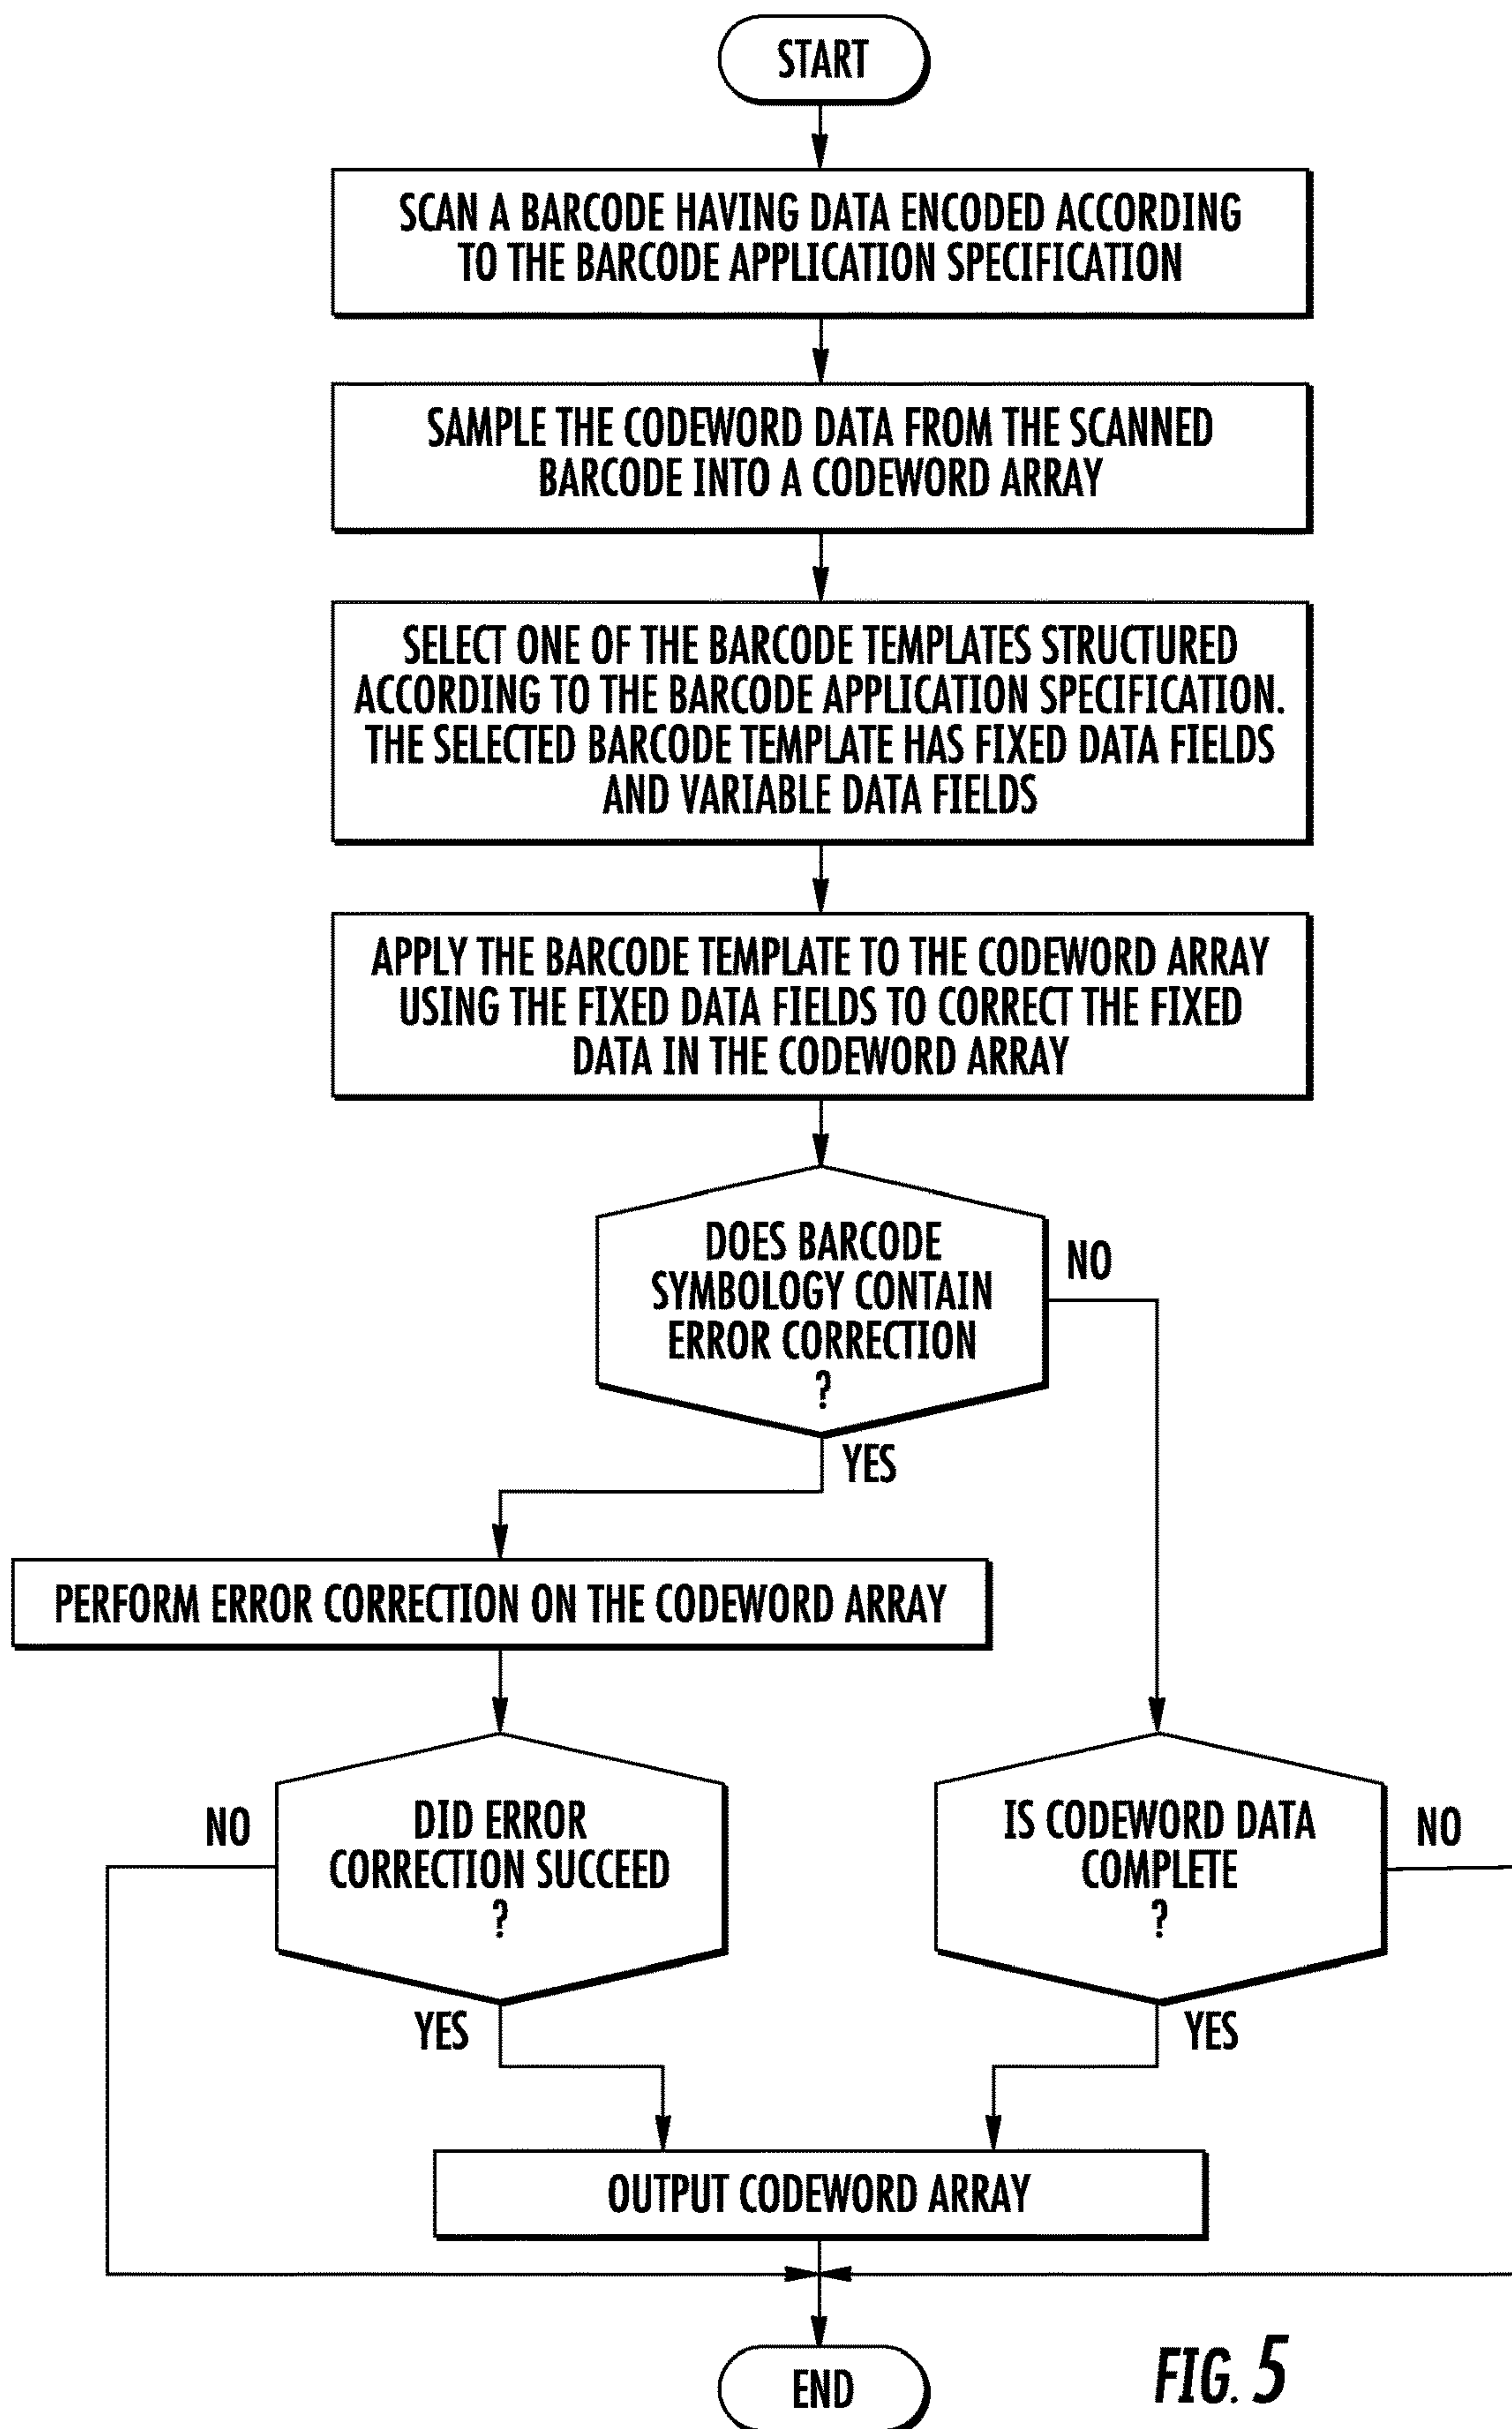 START
SCAN A BARCODE HAVING DATA ENCODED ACCORDING
TO THE BARCODE APPLICATION SPECIFICATION
SAMPLE THE CODEWORD DATA FROM THE SCANNED
BARCODE INTO A CODEWORD ARRAY
SELECT ONE OF THE BARCODE TEMPLATES STRUCTURED
ACCORDING TO THE BARCODE APPLICATION SPECIFICATION.
THE SELECTED BARCODE TEMPLATE HAS FIXED DATA FIELDS
AND VARIABLE DATA FIELDS
APPLY THE BARCODE TEMPLATE TO THE CODEWORD ARRAY
USING THE FIXED DATA FIELDS TO CORRECT THE FIXED
DATA IN THE CODEWORD ARRAY
DOES BARCODE
SYMBOLOGY CONTAIN
ERROR CORRECTION
?
NO
YES
PERFORM ERROR CORRECTION ON THE CODEWORD ARRAY
NO
DID ERROR
CORRECTION SUCCEED
?
YES
IS CODEWORD DATA
COMPLETE
?
NO
YES
OUTPUT CODEWORD ARRAY
END
FIG. 5